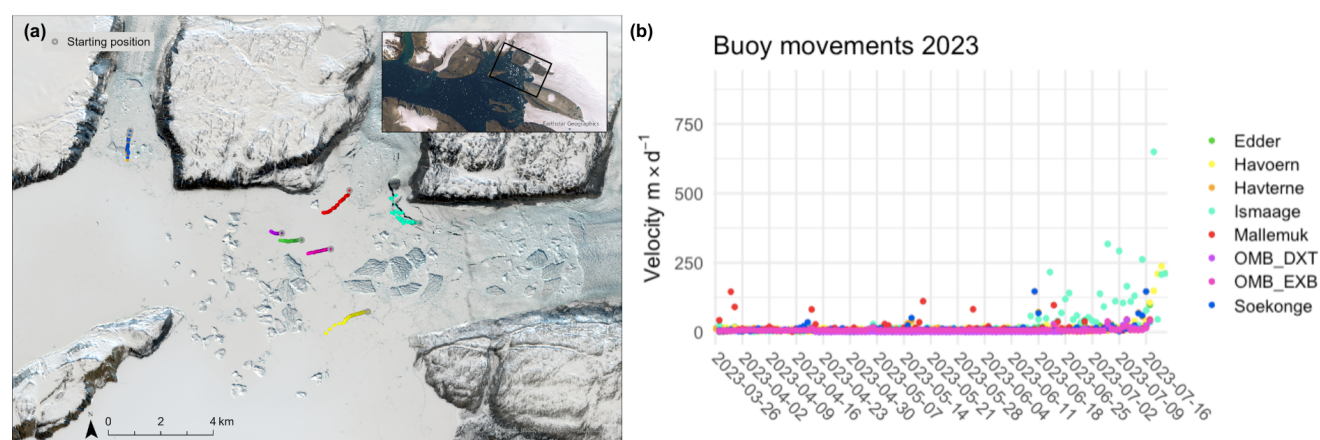 (a)
Starting position
Earthstar Geographics
N
0 2 4 km
(b)
Buoy movements 2023
Velocity m × d⁻¹
750
500
250
0
2023-03-26
2023-04-02
2023-04-09
2023-04-16
2023-04-23
2023-04-30
2023-05-07
2023-05-14
2023-05-21
2023-05-28
2023-06-04
2023-06-11
2023-06-18
2023-06-25
2023-07-02
2023-07-09
2023-07-16
Edder
Havoern
Havterne
Ismaage
Mallemuk
OMB_DXT
OMB_EXB
Soekonge